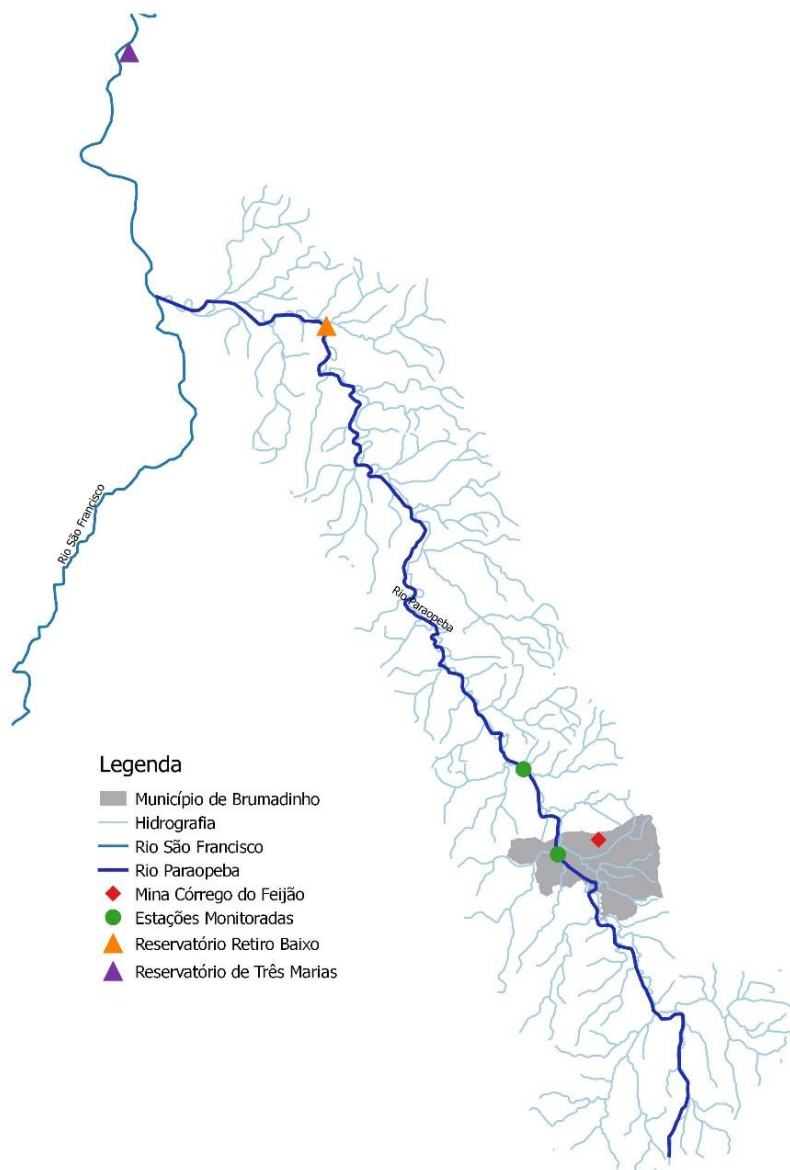 Rio São Francisco
Rio Paraopeba
Legenda
Município de Brumadinho
Hidrografia
Rio São Francisco
Rio Paraopeba
Mina Córrego do Feijão
Estações Monitoradas
Reservatório Retiro Baixo
Reservatório de Três Marias